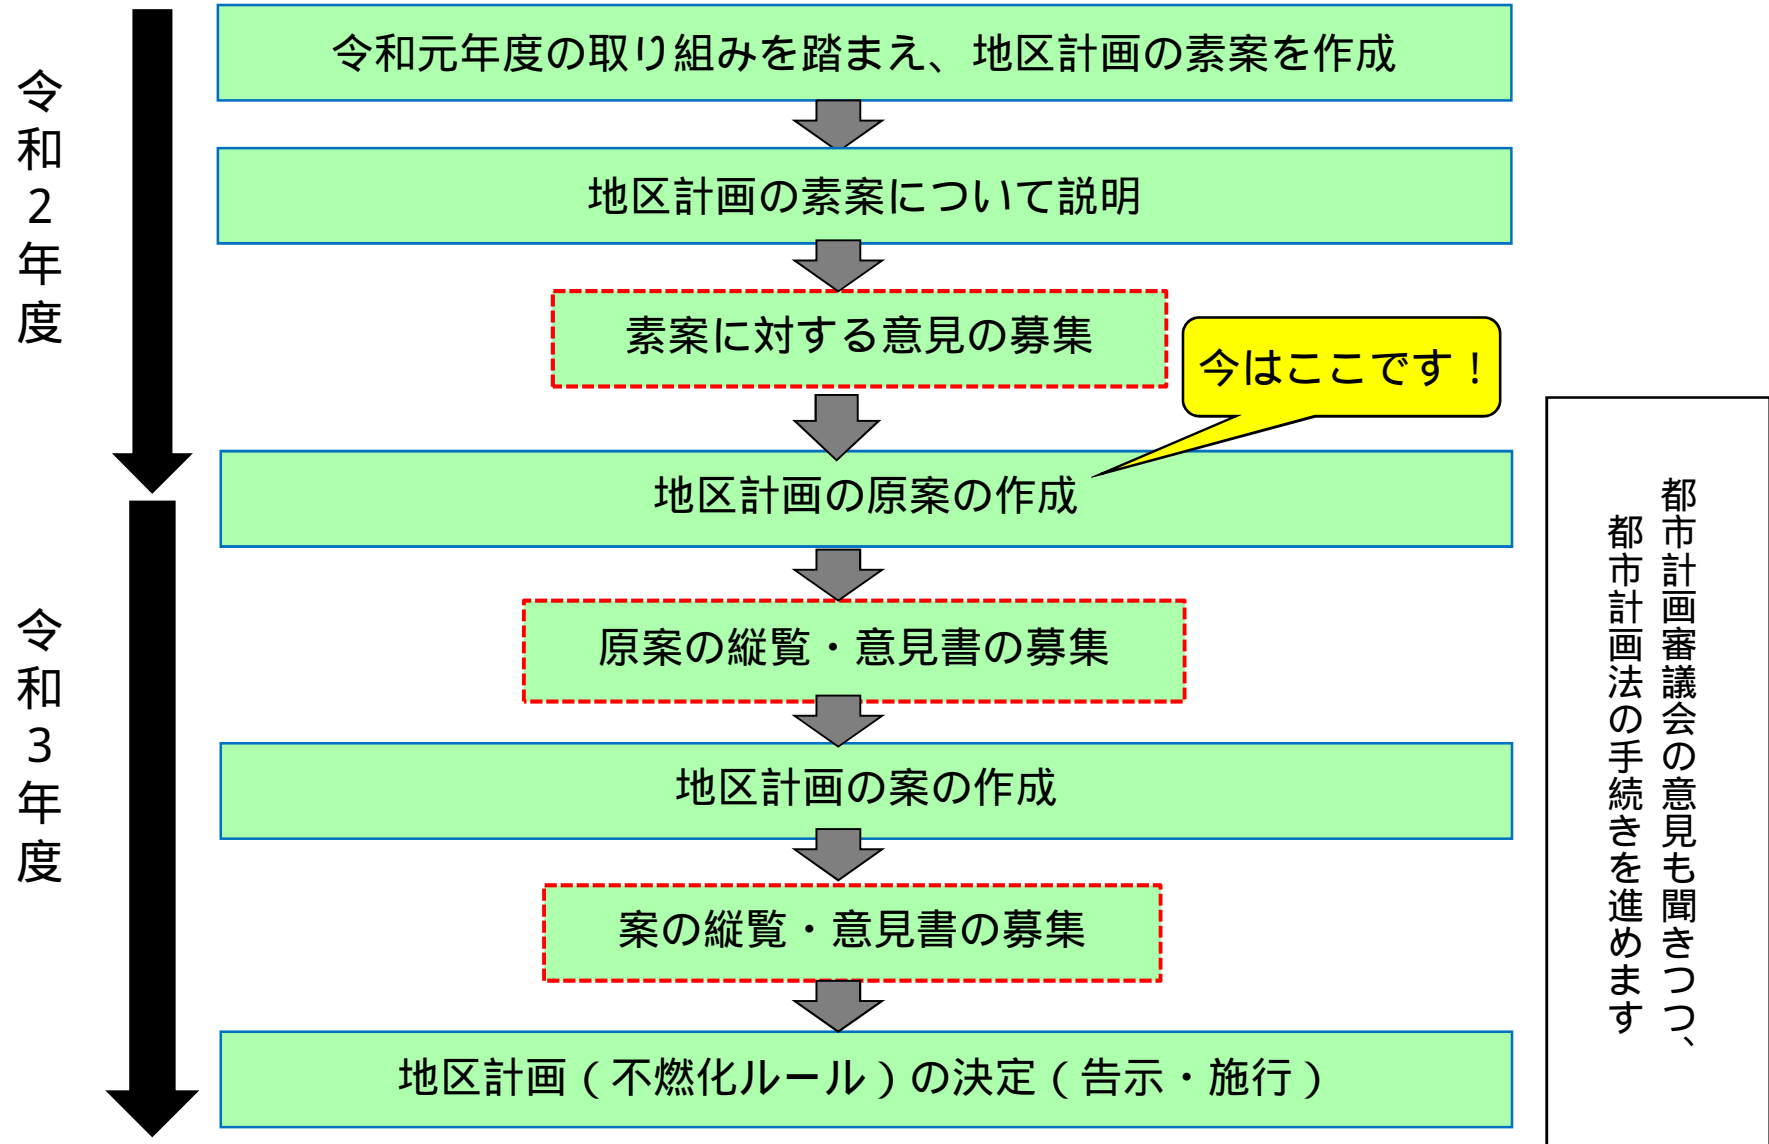 令和2年度
令和元年度の取り組みを踏まえ、地区計画の素案を作成
地区計画の素案について説明
素案に対する意見の募集
今はここです！
地区計画の原案の作成
令和3年度
原案の縦覧・意見書の募集
地区計画の案の作成
案の縦覧・意見書の募集
地区計画（不燃化ルール）の決定（告示・施行）
都市計画審議会の意見も聞きつつ、
都市計画法の手続きを進めます